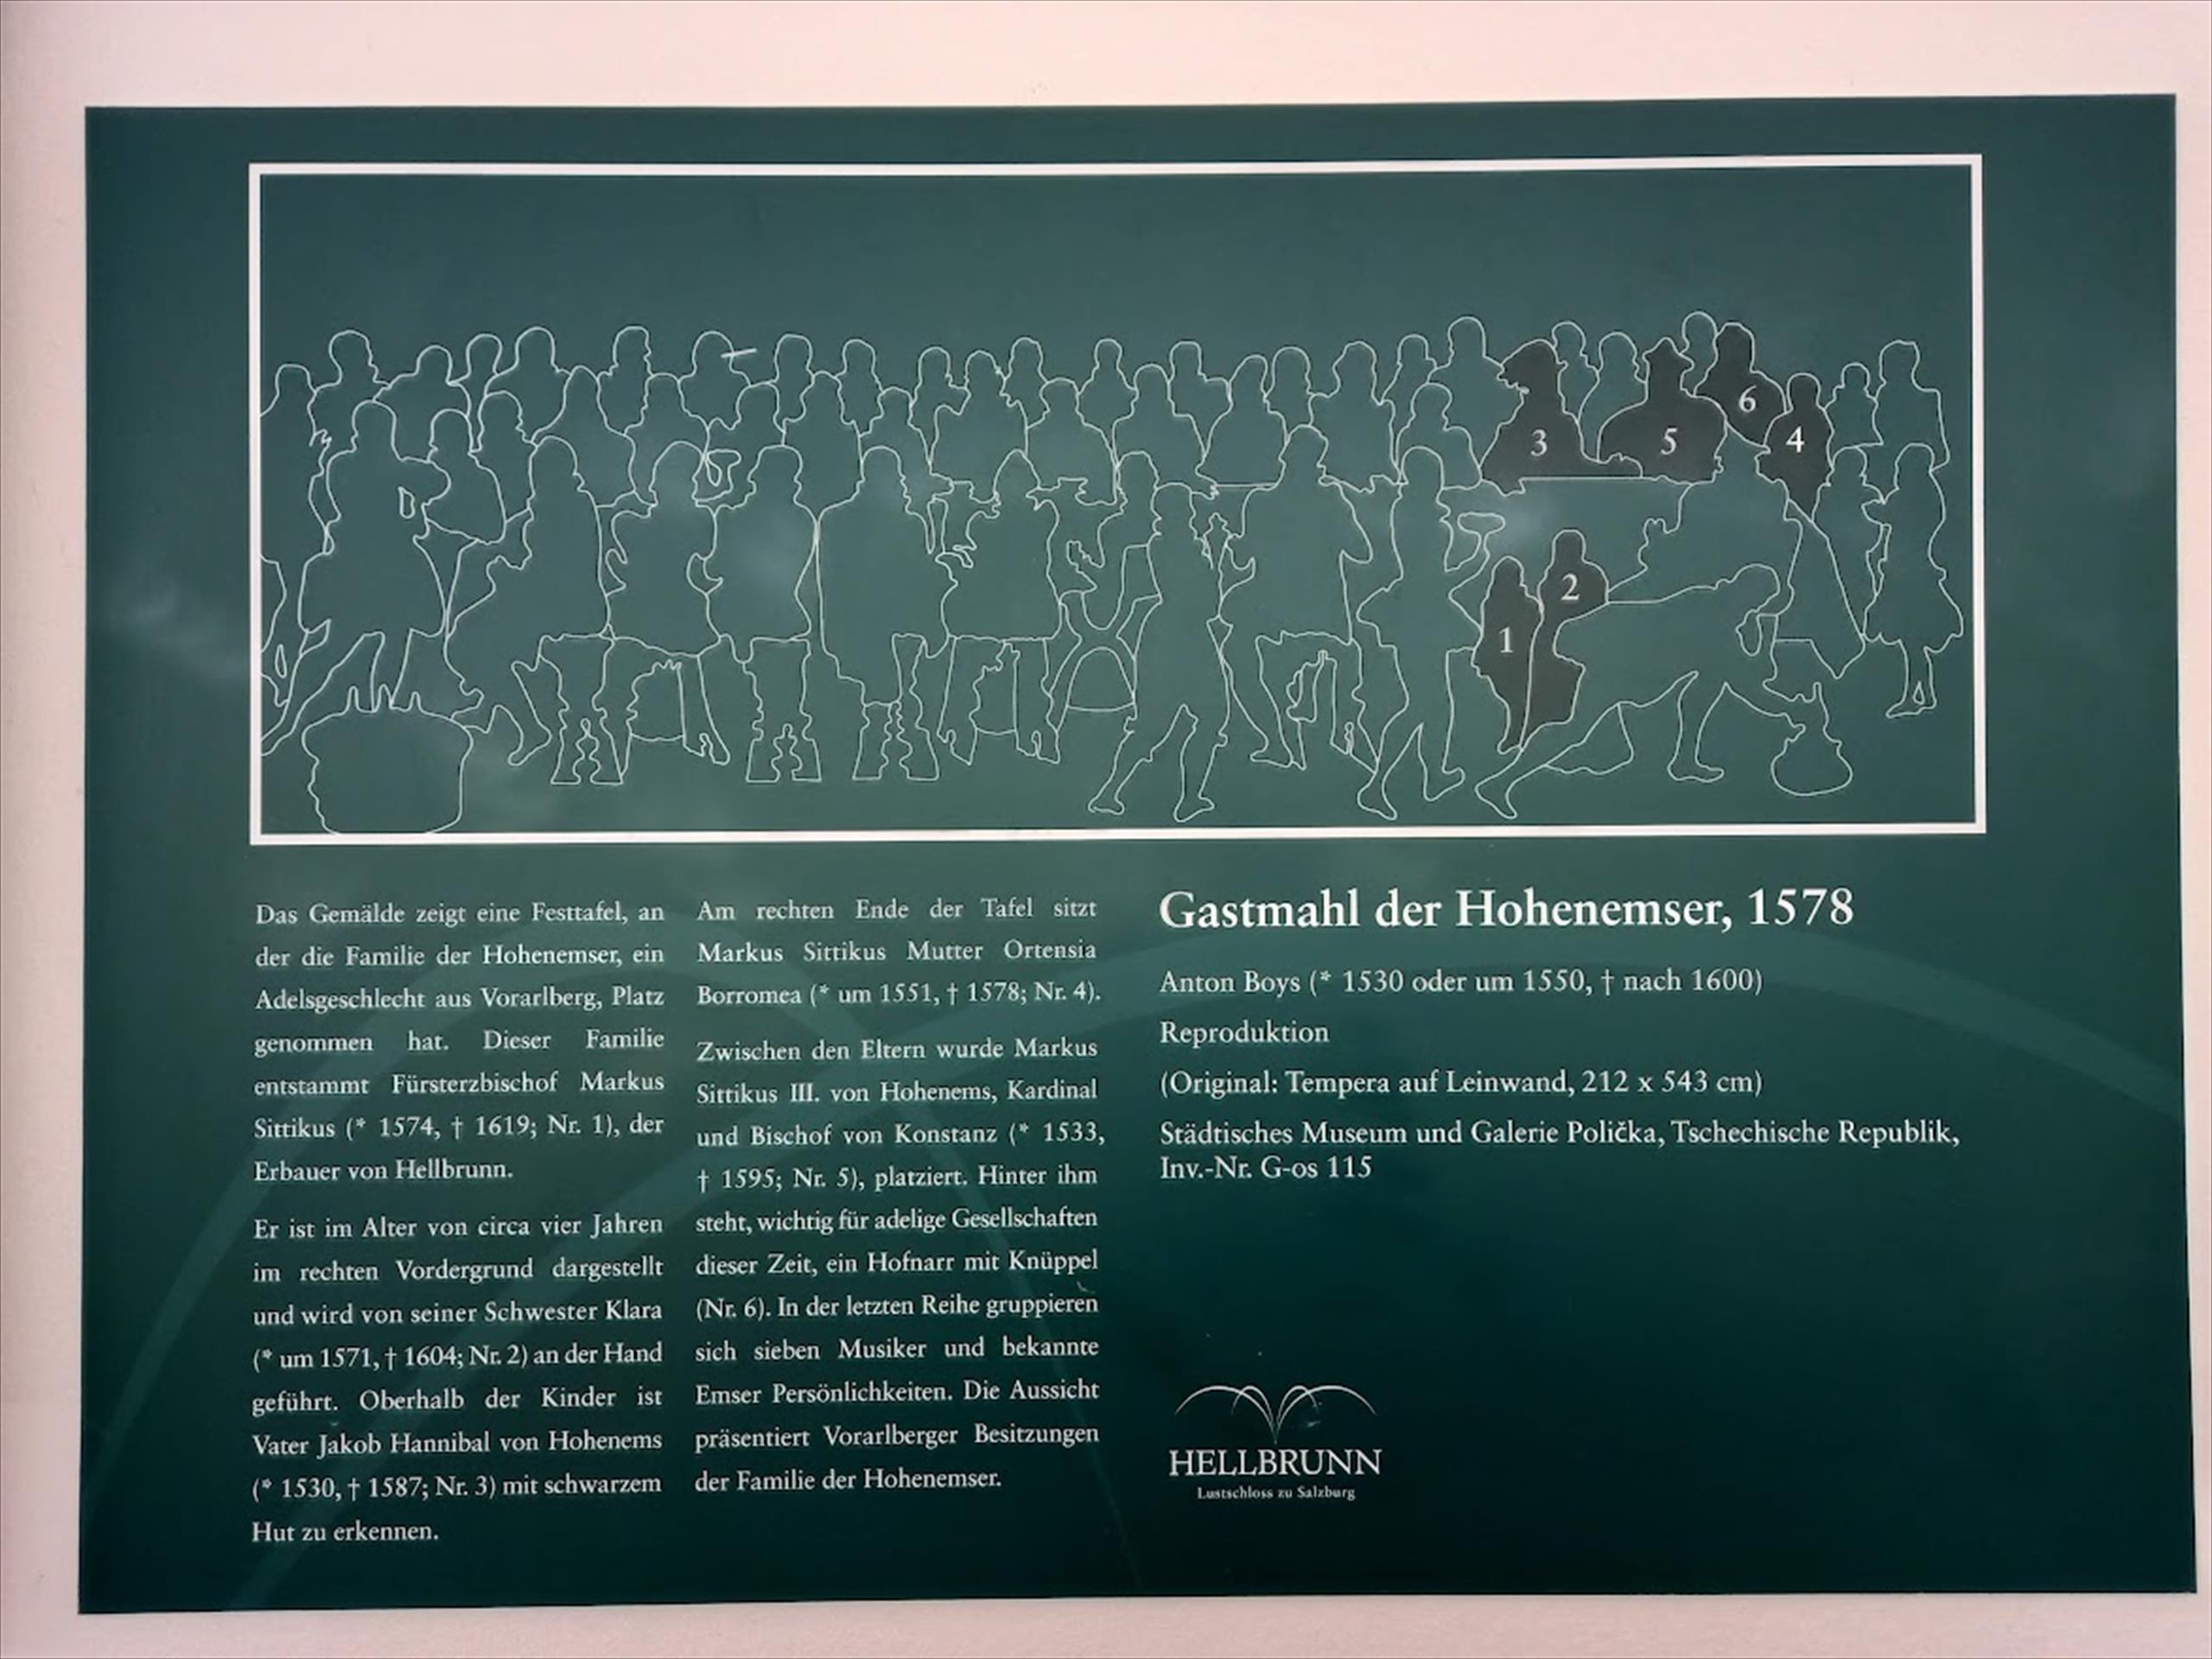 3
5
6
4
1
2
Das Gemälde zeigt eine Festtafel, an
der die Familie der Hohenemser, ein
Adelsgeschlecht aus Vorarlberg, Platz
genommen hat. Dieser Familie
entstammt Fürsterzbischof Markus
Sittikus (* 1574, † 1619; Nr. 1), der
Erbauer von Hellbrunn.
Er ist im Alter von circa vier Jahren
im rechten Vordergrund dargestellt
und wird von seiner Schwester Klara
(* um 1571, † 1604; Nr. 2) an der Hand
geführt. Oberhalb der Kinder ist
Vater Jakob Hannibal von Hohenems
(* 1530, † 1587; Nr. 3) mit schwarzem
Hut zu erkennen.
Am rechten Ende der Tafel sitzt
Markus Sittikus Mutter Ortensia
Borromea (* um 1551, † 1578; Nr. 4).
Zwischen den Eltern wurde Markus
Sittikus III. von Hohenems, Kardinal
und Bischof von Konstanz (* 1533,
† 1595; Nr. 5), platziert. Hinter ihm
steht, wichtig für adelige Gesellschaften
dieser Zeit, ein Hofnarr mit Knüppel
(Nr. 6). In der letzten Reihe gruppieren
sich sieben Musiker und bekannte
Emser Persönlichkeiten. Die Aussicht
präsentiert Vorarlberger Besitzungen
der Familie der Hohenemser.
Gastmahl der Hohenemser, 1578
Anton Boys (* 1530 oder um 1550, † nach 1600)
Reproduktion
(Original: Tempera auf Leinwand, 212 x 543 cm)
Städtisches Museum und Galerie Polička, Tschechische Republik,
Inv.-Nr. G-os 115
HELLBRUNN
Lustschloss zu Salzburg